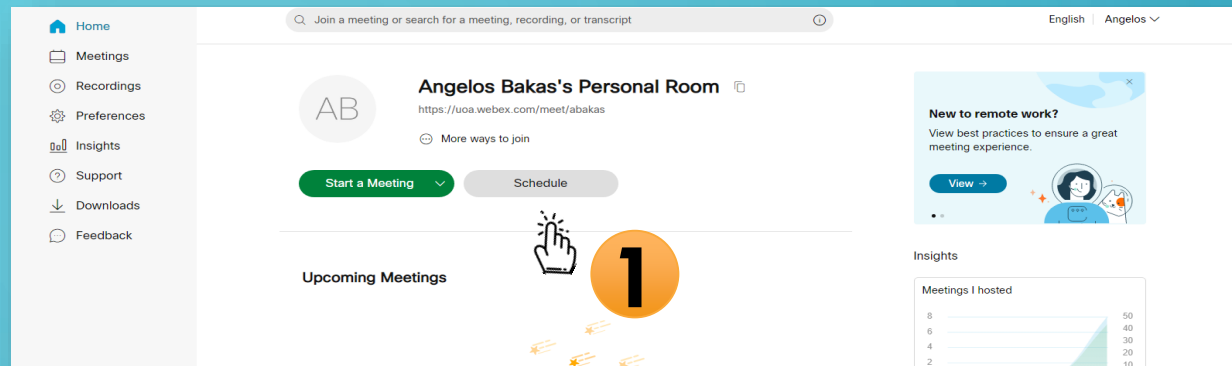 Home
Meetings
Recordings
Preferences
Insights
Support
Downloads
Feedback
Join a meeting or search for a meeting, recording, or transcript
English
Angelos
AB
Angelos Bakas's Personal Room
https://uoa.webex.com/meet/abakas
More ways to join
Start a Meeting
Schedule
1
Upcoming Meetings
New to remote work?
View best practices to ensure a great
meeting experience.
View →
Insights
Meetings I hosted
8 50
6 40
4 30
2 20
10